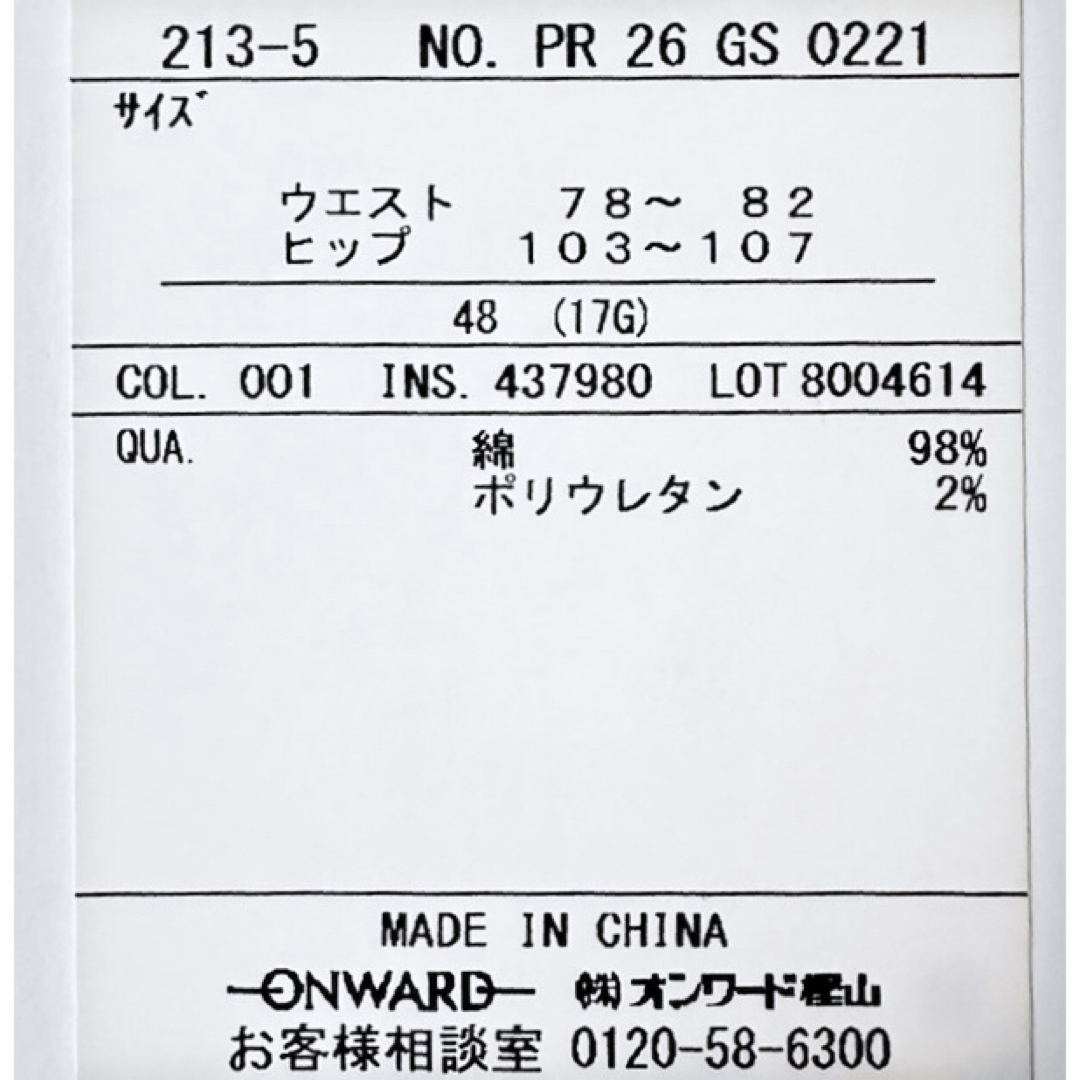 213-5 NO. PR 26 GS 0221
サイズ
ウエスト 78～ 82
ヒップ 103～107
48 (17G)
COL. 001 INS. 437980 LOT 8004614
QUA. 綿 98%
ポリウレタン 2%
MADE IN CHINA
ONWARD ㈱オンワード樫山
お客様相談室 0120-58-6300